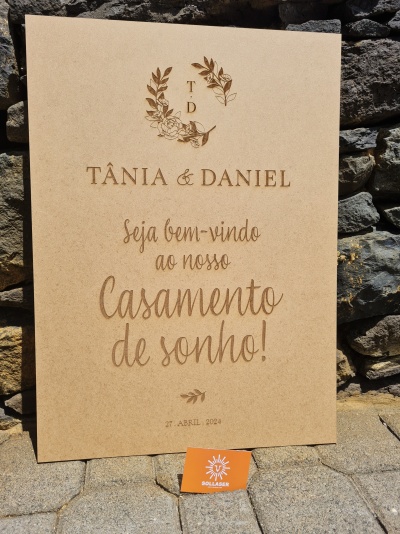 T
D
TÂNIA & DANIEL
Seja bem-vindo
ao nosso
Casamento
de sonho!
27 . ABRIL . 2024
SOLLASER